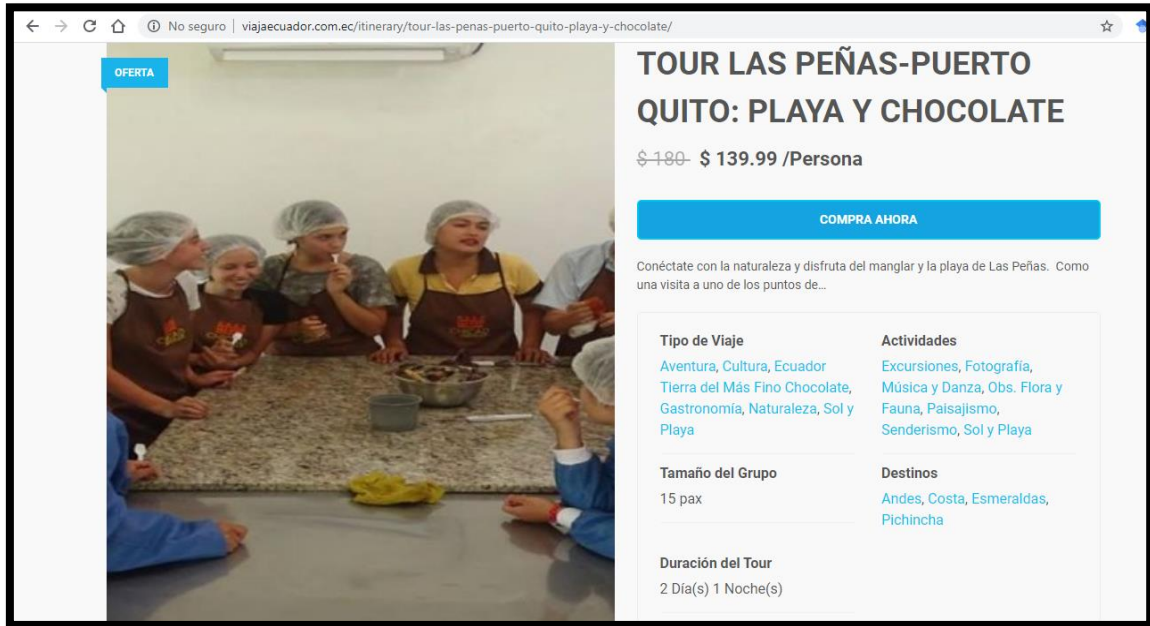 No seguro | viajaecuador.com.ec/itinerary/tour-las-penas-puerto-quito-playa-y-chocolate/
OFERTA
TOUR LAS PEÑAS-PUERTO
QUITO: PLAYA Y CHOCOLATE
$ 180 $ 139.99 /Persona
COMPRA AHORA
Conéctate con la naturaleza y disfruta del manglar y la playa de Las Peñas. Como
una visita a uno de los puntos de...
Tipo de Viaje
Aventura, Cultura, Ecuador
Tierra del Más Fino Chocolate,
Gastronomía, Naturaleza, Sol y
Playa
Actividades
Excursiones, Fotografía,
Música y Danza, Obs. Flora y
Fauna, Paisajismo,
Senderismo, Sol y Playa
Tamaño del Grupo
15 pax
Destinos
Andes, Costa, Esmeraldas,
Pichincha
Duración del Tour
2 Día(s) 1 Noche(s)